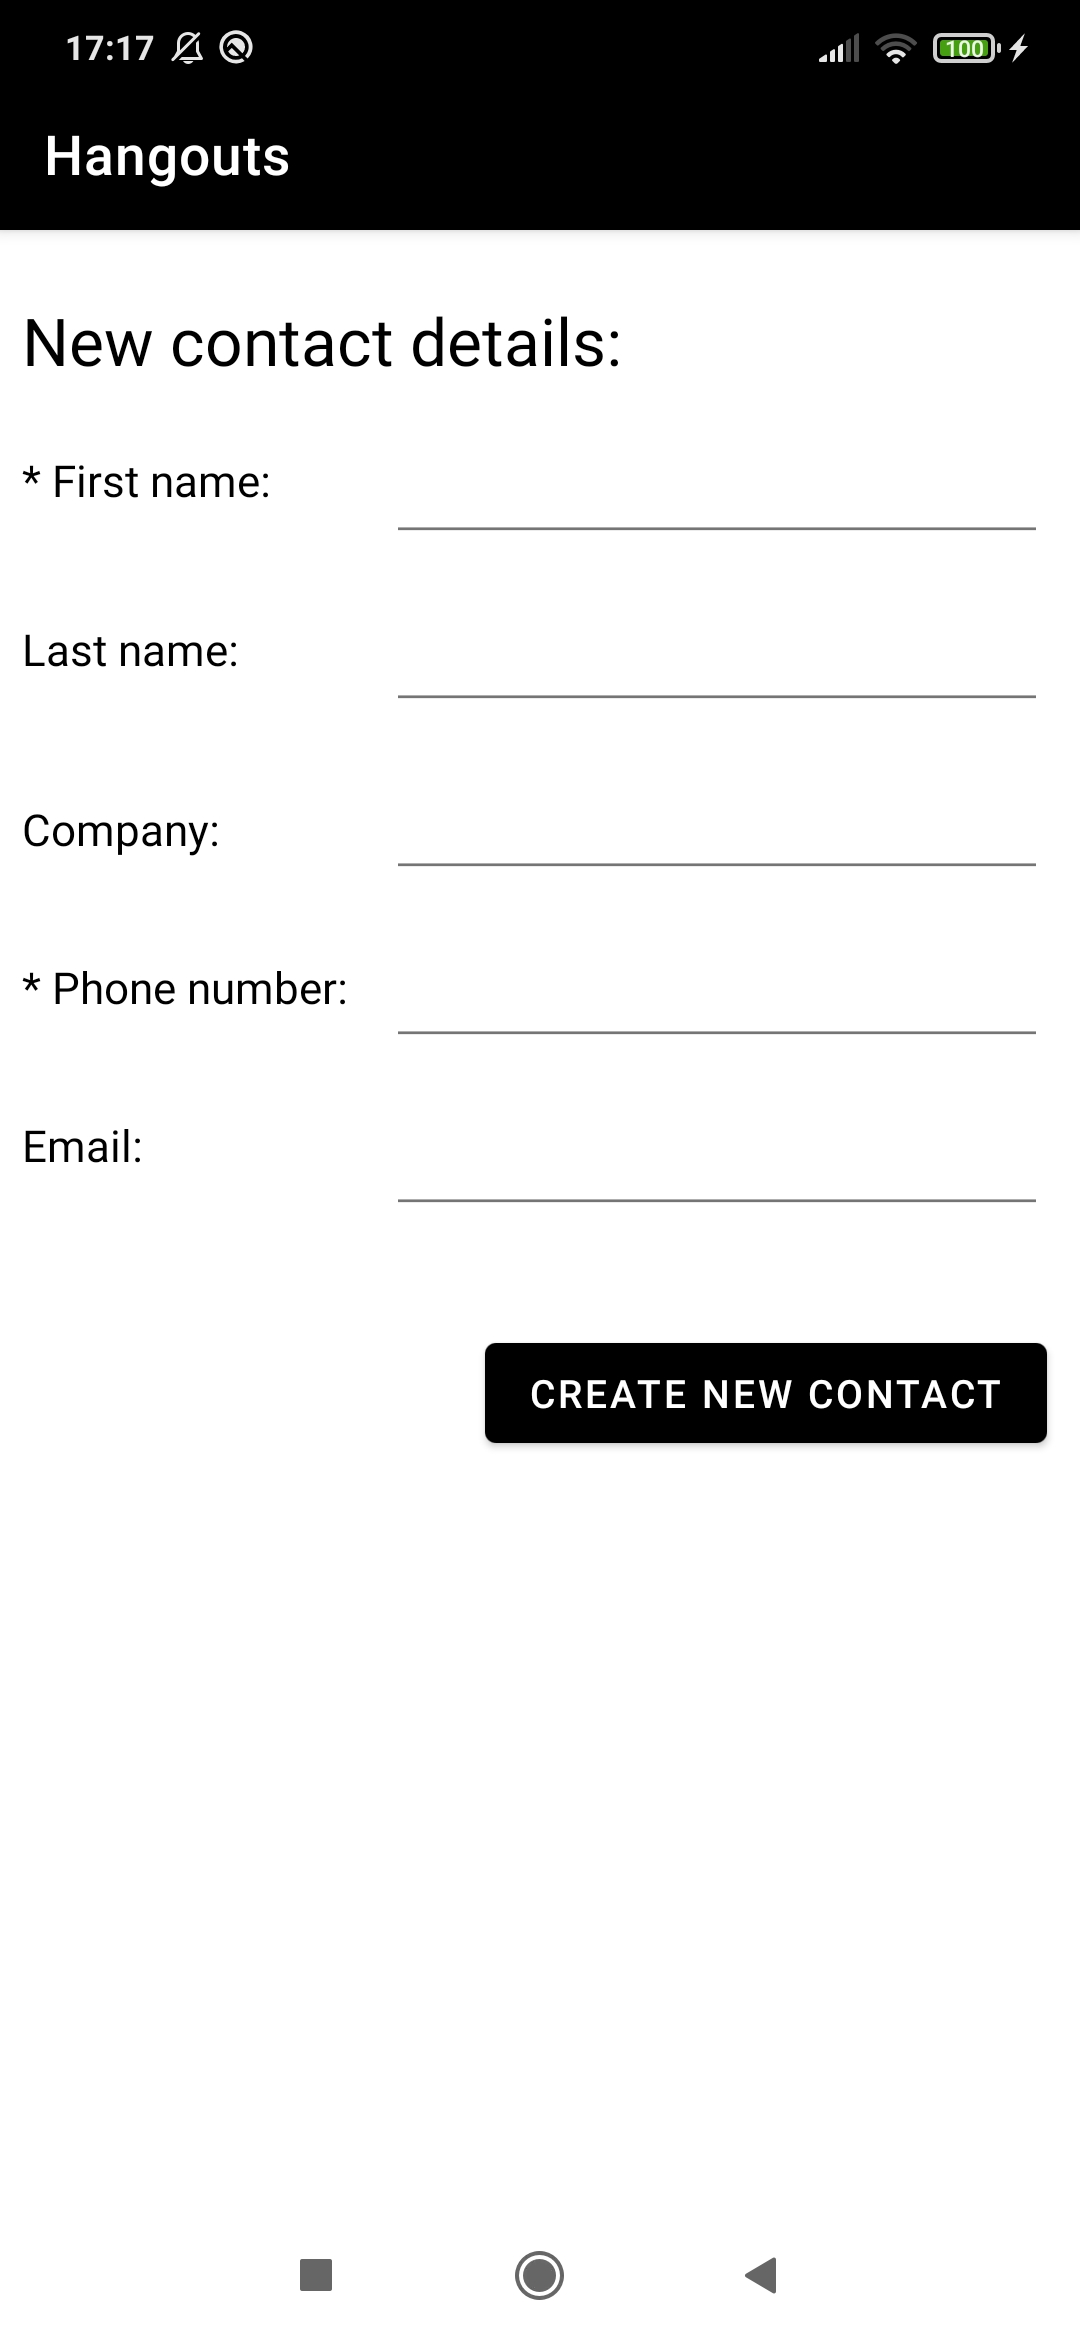 17:17 100
Hangouts
New contact details:
* First name:
Last name:
Company:
* Phone number:
Email:
CREATE NEW CONTACT